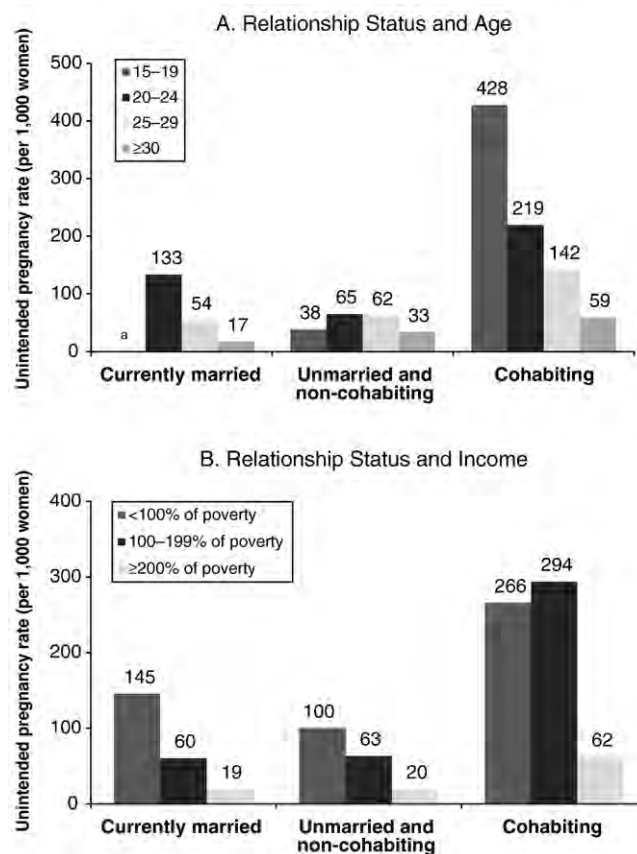 A. Relationship Status and Age
Unintended pregnancy rate (per 1,000 women)
500
400
300
200
100
0
15–19
20–24
25–29
≥30
a
133
54
17
38
65
62
33
428
219
142
59
Currently married
Unmarried and
non-cohabiting
Cohabiting
B. Relationship Status and Income
Unintended pregnancy rate (per 1,000 women)
400
300
200
100
0
<100% of poverty
100–199% of poverty
≥200% of poverty
145
60
19
100
63
20
266
294
62
Currently married
Unmarried and
non-cohabiting
Cohabiting